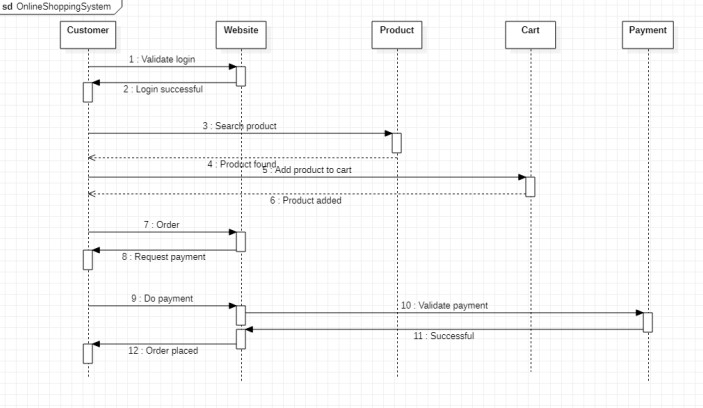 sd OnlineShoppingSystem
Customer Website Product Cart Payment
1 : Validate login
2 : Login successful
3 : Search product
4 : Product found
5 : Add product to cart
6 : Product added
7 : Order
8 : Request payment
9 : Do payment
10 : Validate payment
11 : Successful
12 : Order placed